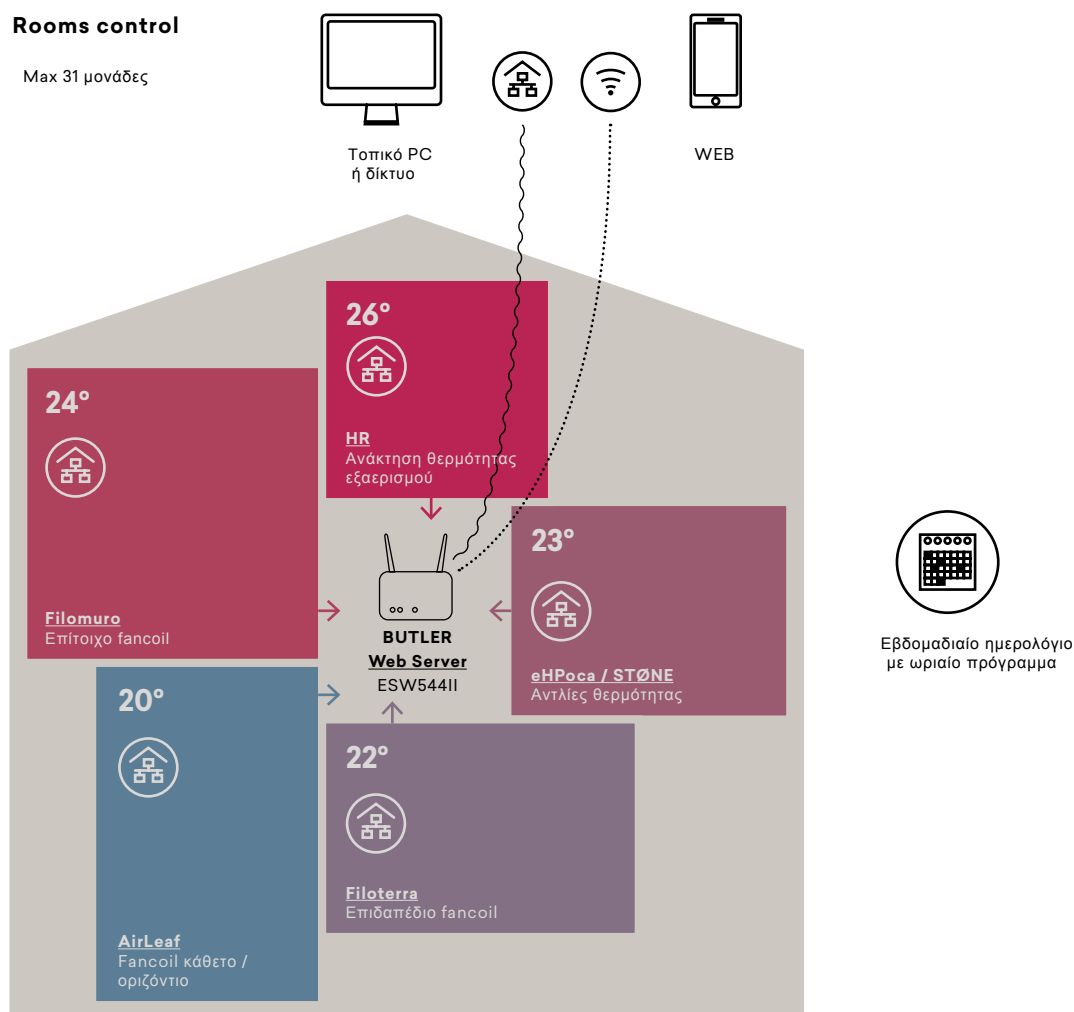 Rooms control
Max 31 μονάδες
Τοπικό PC
ή δίκτυο
WEB
26°
HR
Ανάκτηση θερμότητας
εξαερισμού
24°
Filomuro
Επίτοιχο fancoil
BUTLER
Web Server
ESW544II
23°
eHPoca / STØNE
Αντλίες θερμότητας
20°
AirLeaf
Fancoil κάθετο /
οριζόντιο
22°
Filoterra
Επιδαπέδιο fancoil
Εβδομαδιαίο ημερολόγιο
με ωριαίο πρόγραμμα